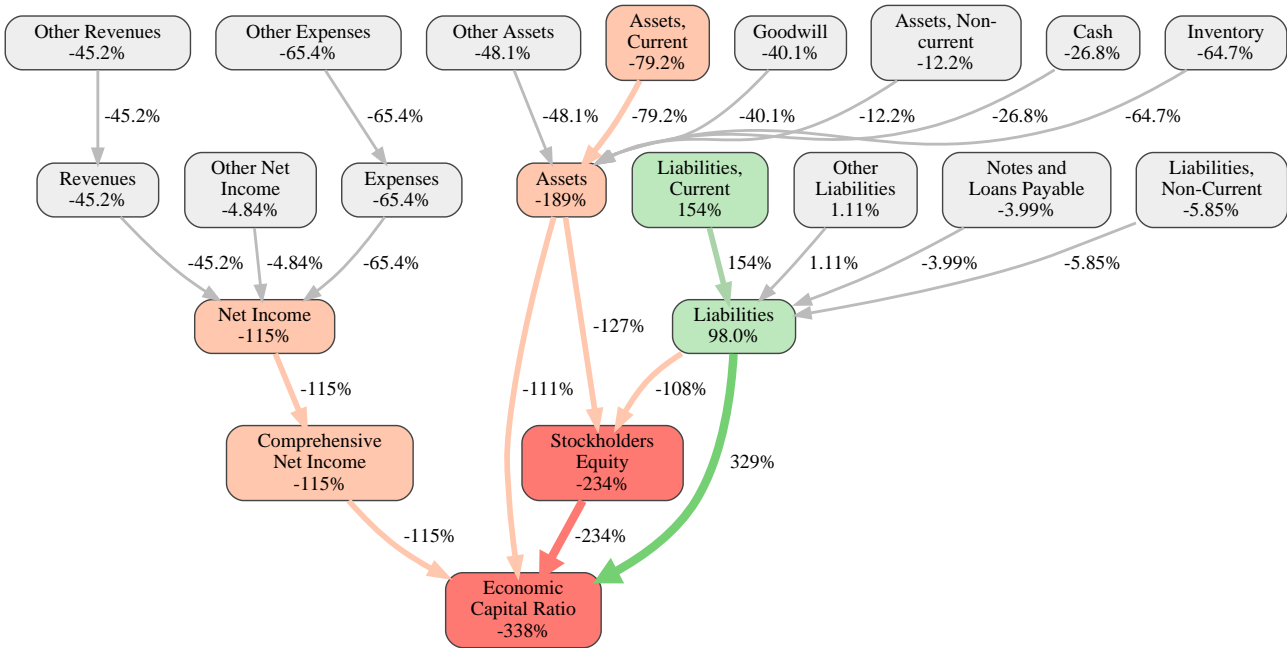 Other Revenues
-45.2%
Other Expenses
-65.4%
Other Assets
-48.1%
Assets,
Current
-79.2%
Goodwill
-40.1%
Assets, Non-
current
-12.2%
Cash
-26.8%
Inventory
-64.7%
-45.2%
-65.4%
-48.1%
-79.2%
-40.1%
-12.2%
-26.8%
-64.7%
Revenues
-45.2%
Other Net
Income
-4.84%
Expenses
-65.4%
Assets
-189%
Liabilities,
Current
154%
Other
Liabilities
1.11%
Notes and
Loans Payable
-3.99%
Liabilities,
Non-Current
-5.85%
-45.2%
-4.84%
-65.4%
154%
1.11%
-3.99%
-5.85%
Net Income
-115%
-127%
Liabilities
98.0%
-115%
-111%
-108%
Comprehensive
Net Income
-115%
Stockholders
Equity
-234%
329%
-115%
-234%
Economic
Capital Ratio
-338%